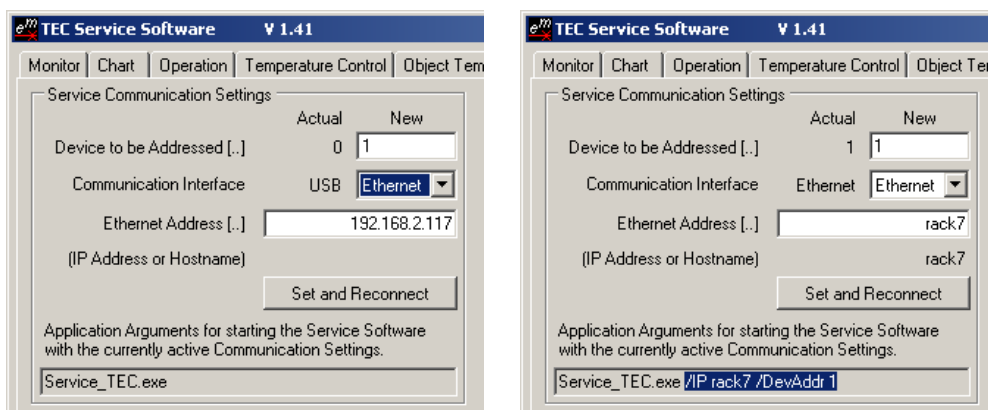 em TEC Service Software V 1.41
Monitor Chart Operation Temperature Control Object Tem
Service Communication Settings
Actual New
Device to be Addressed [..] 0 1
Communication Interface USB Ethernet
Ethernet Address [..] 192.168.2.117
(IP Address or Hostname)
Set and Reconnect
Application Arguments for starting the Service Software
with the currently active Communication Settings.
Service_TEC.exe
em TEC Service Software V 1.41
Monitor Chart Operation Temperature Control Object Te
Service Communication Settings
Actual New
Device to be Addressed [..] 1 1
Communication Interface Ethernet Ethernet
Ethernet Address [..] rack7
(IP Address or Hostname) rack7
Set and Reconnect
Application Arguments for starting the Service Software
with the currently active Communication Settings.
Service_TEC.exe /IP rack7 /DevAddr 1